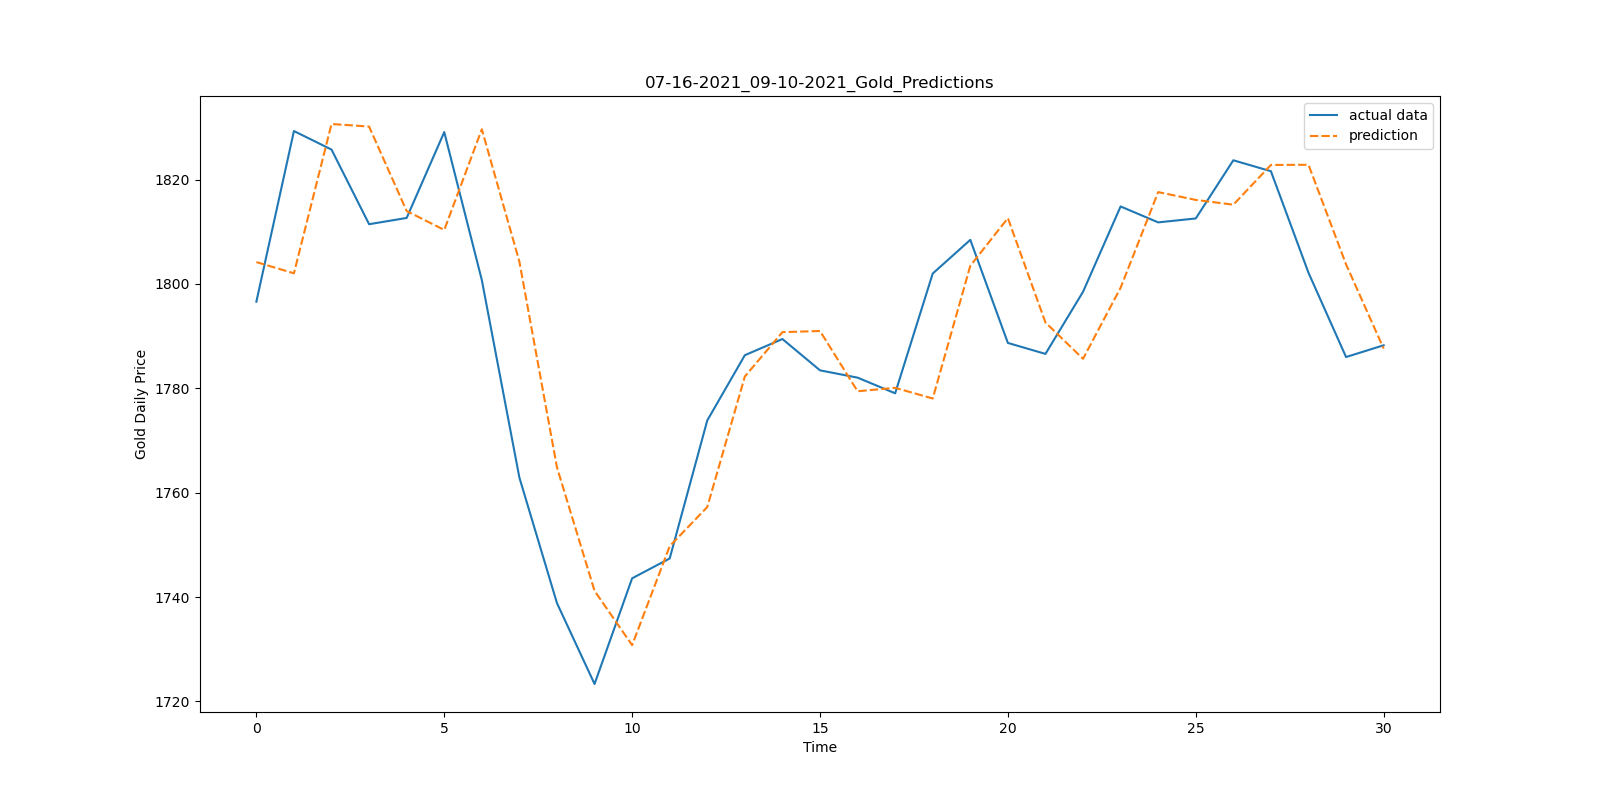 07-16-2021_09-10-2021_Gold_Predictions
actual data
prediction
Gold Daily Price
1820
1800
1780
1760
1740
1720
0 5 10 15 20 25 30
Time